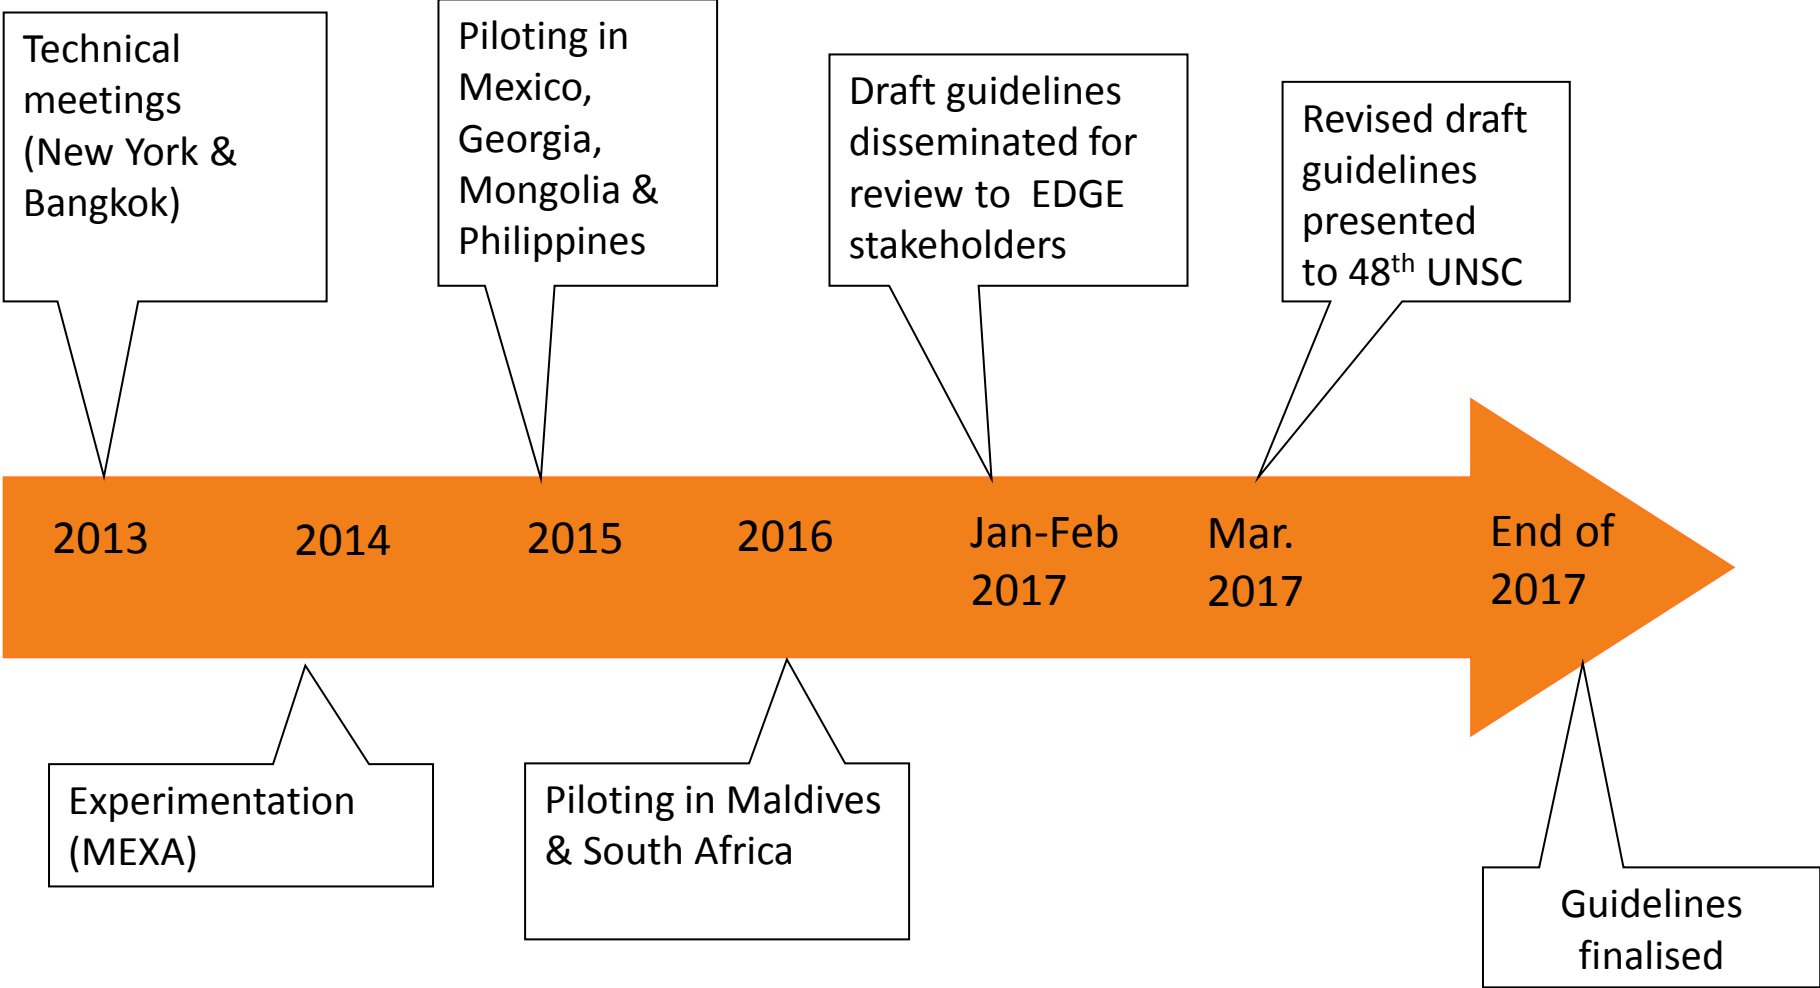 Technical
meetings
(New York &
Bangkok)
Piloting in
Mexico,
Georgia,
Mongolia &
Philippines
Draft guidelines
disseminated for
review to  EDGE
stakeholders
Revised draft
guidelines
presented
to 48th UNSC
2013
2014
2015
2016
Jan-Feb
2017
Mar.
2017
End of
2017
Experimentation
(MEXA)
Piloting in Maldives
& South Africa
Guidelines
finalised